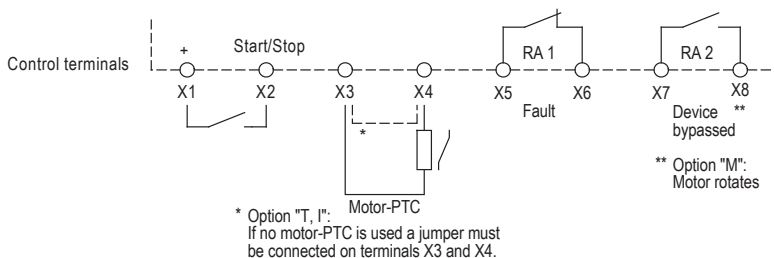 Control terminals
+
Start/Stop
RA 1
RA 2
X1 X2 X3 X4 X5 X6 X7 X8
*
Fault
Device **
bypassed
** Option "M":
Motor rotates
Motor-PTC
* Option "T, I":
If no motor-PTC is used a jumper must
be connected on terminals X3 and X4.